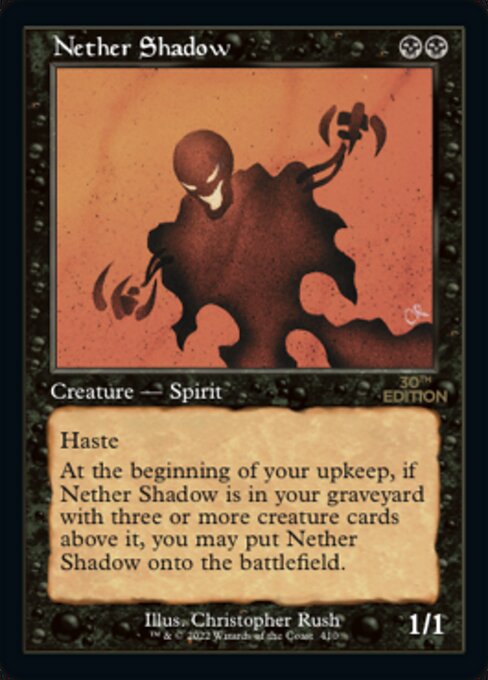 Nether Shadow
CR
Creature — Spirit
30TH
EDITION
Haste
At the beginning of your upkeep, if
Nether Shadow is in your graveyard
with three or more creature cards
above it, you may put Nether
Shadow onto the battlefield.
Illus. Christopher Rush
™ & © 2022 Wizards of the Coast 410
1/1